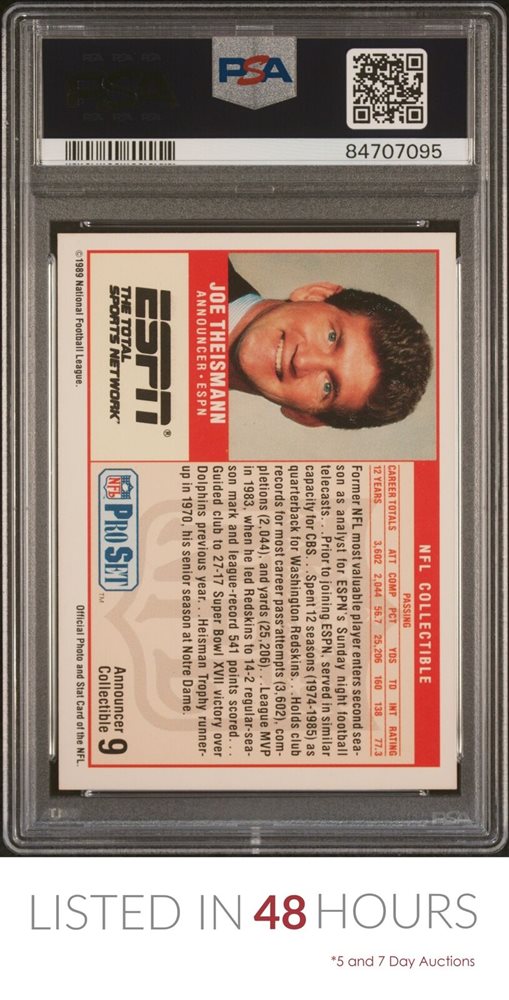 PSA
84707095
NFL COLLECTIBLE
PASSING
CAREER TOTALS ATT COMP PCT YDS TD INT RATING
12 YEARS 3,602 2,044 56.7 25,206 160 138 77.3
Former NFL most valuable player enters second sea-
son as analyst for ESPN's Sunday night football
telecasts. . .Prior to joining ESPN, served in similar
capacity for CBS. . .Spent 12 seasons (1974-1985) as
quarterback for Washington Redskins. . .Holds club
records for most career pass attempts (3,602), com-
pletions (2,044), and yards (25,206). . .League MVP
in 1983, when he led Redskins to 14-2 regular-sea-
son mark and league-record 541 points scored. . .
Guided club to 27-17 Super Bowl XVII victory over
Dolphins previous year. . .Heisman Trophy runner-
up in 1970, his senior season at Notre Dame.
JOE THEISMANN
ANNOUNCER • ESPN
ESPN®
THE TOTAL
SPORTS NETWORK
NFL PRO SET ™
Announcer
Collectible 9
©1989 National Football League.
Official Photo and Stat Card of the NFL.
PSA
LISTED IN 48 HOURS
*5 and 7 Day Auctions